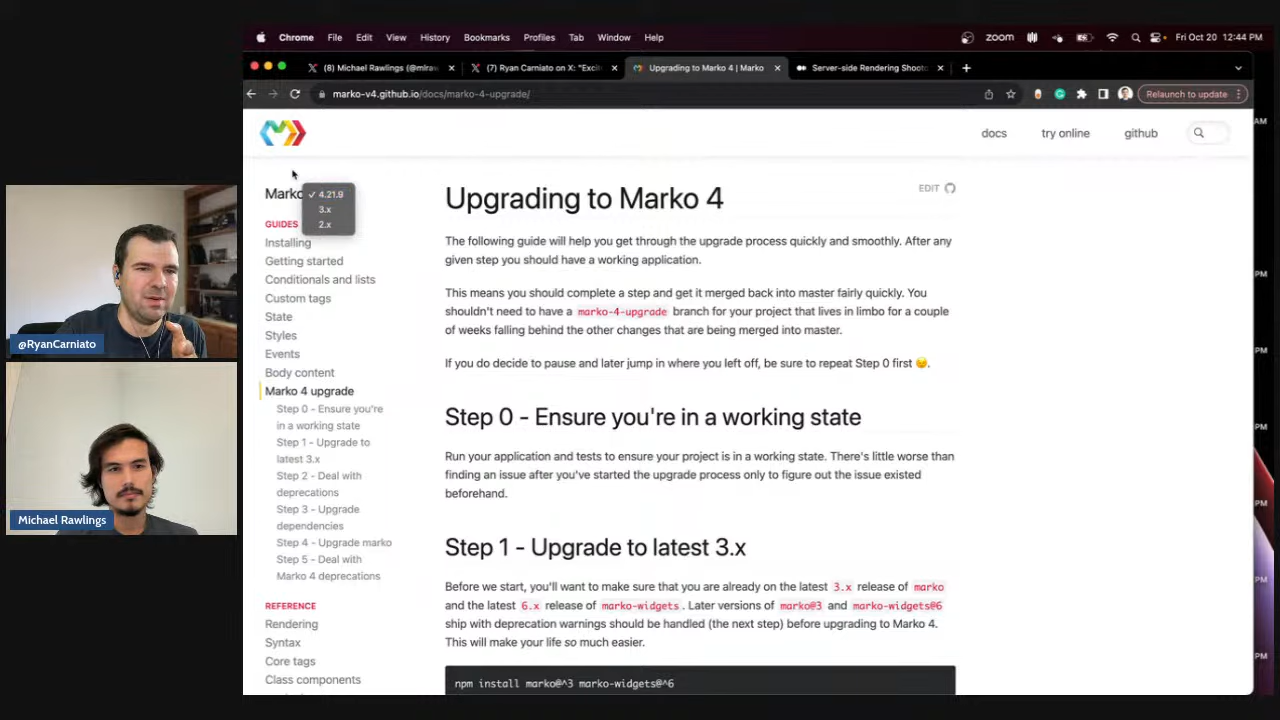 Chrome File Edit View History Bookmarks Profiles Tab Window Help
zoom
Fri Oct 20 12:44 PM
(8) Michael Rawlings (@mlraw
(7) Ryan Carniato on X: "Excit
Upgrading to Marko 4 | Marko
Server-side Rendering Shooto
marko-v4.github.io/docs/marko-4-upgrade/
Relaunch to update
docs
try online
github
Marko
✓ 4.21.9
3.x
2.x
GUIDES
Installing
Getting started
Conditionals and lists
Custom tags
State
Styles
Events
Body content
Marko 4 upgrade
Step 0 - Ensure you're
in a working state
Step 1 - Upgrade to
latest 3.x
Step 2 - Deal with
deprecations
Step 3 - Upgrade
dependencies
Step 4 - Upgrade marko
Step 5 - Deal with
Marko 4 deprecations
REFERENCE
Rendering
Syntax
Core tags
Class components
Upgrading to Marko 4
EDIT
The following guide will help you get through the upgrade process quickly and smoothly. After any
given step you should have a working application.
This means you should complete a step and get it merged back into master fairly quickly. You
shouldn't need to have a marko-4-upgrade branch for your project that lives in limbo for a couple
of weeks falling behind the other changes that are being merged into master.
If you do decide to pause and later jump in where you left off, be sure to repeat Step 0 first 😉.
Step 0 - Ensure you're in a working state
Run your application and tests to ensure your project is in a working state. There's little worse than
finding an issue after you've started the upgrade process only to figure out the issue existed
beforehand.
Step 1 - Upgrade to latest 3.x
Before we start, you'll want to make sure that you are already on the latest 3.x release of marko
and the latest 6.x release of marko-widgets. Later versions of marko@3 and marko-widgets@6
ship with deprecation warnings should be handled (the next step) before upgrading to Marko 4.
This will make your life so much easier.
npm install marko@^3 marko-widgets@^6
@RyanCarniato
Michael Rawlings
AM
PM
PM
PM
PM
PM